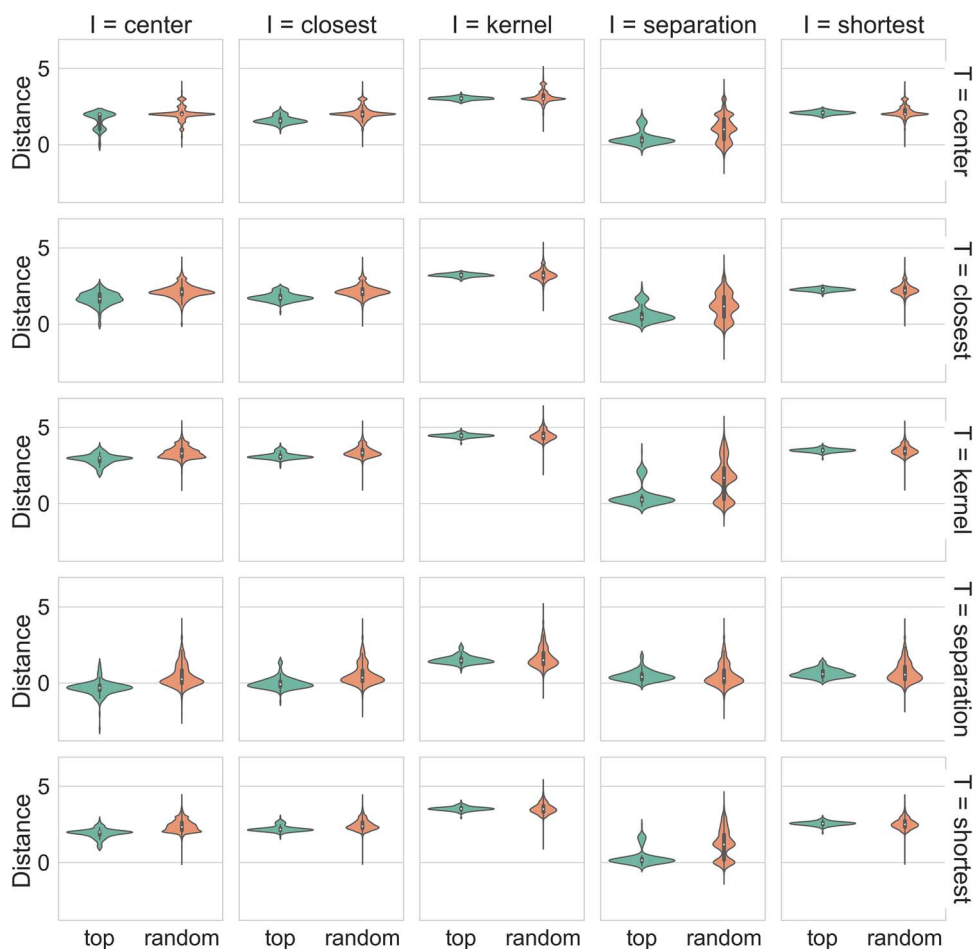 I = center I = closest I = kernel I = separation I = shortest
5
0
Distance
T = center
5
0
Distance
T = closest
5
0
Distance
T = kernel
5
0
Distance
T = separation
5
0
Distance
T = shortest
top random top random top random top random top random